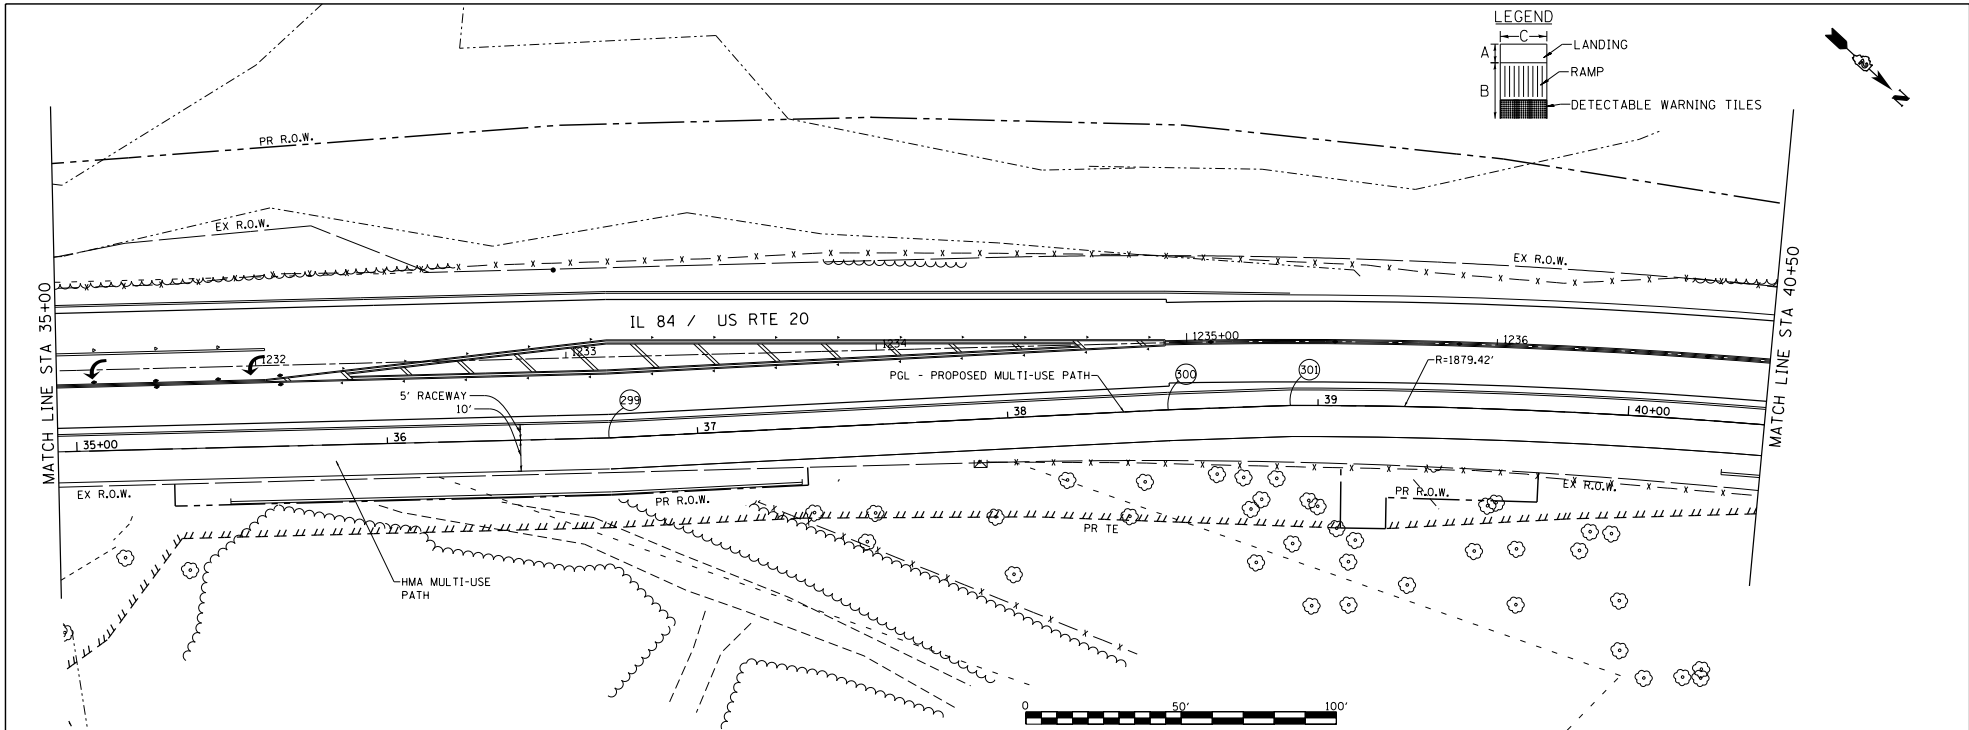 LEGEND
C
A
LANDING
RAMP
B
DETECTABLE WARNING TILES
N
PR R.O.W.
EX R.O.W.
EX R.O.W.
MATCH LINE STA 35+00
MATCH LINE STA 40+50
IL 84 / US RTE 20
1232
1233
1234
1235+00
1236
PGL - PROPOSED MULTI-USE PATH
300
301
R=1879.42'
5' RACEWAY
10'
299
35+00
36
37
38
39
40+00
EX R.O.W.
PR R.O.W.
PR R.O.W.
EX R.O.W.
PR TE
HMA MULTI-USE
PATH
0
50'
100'